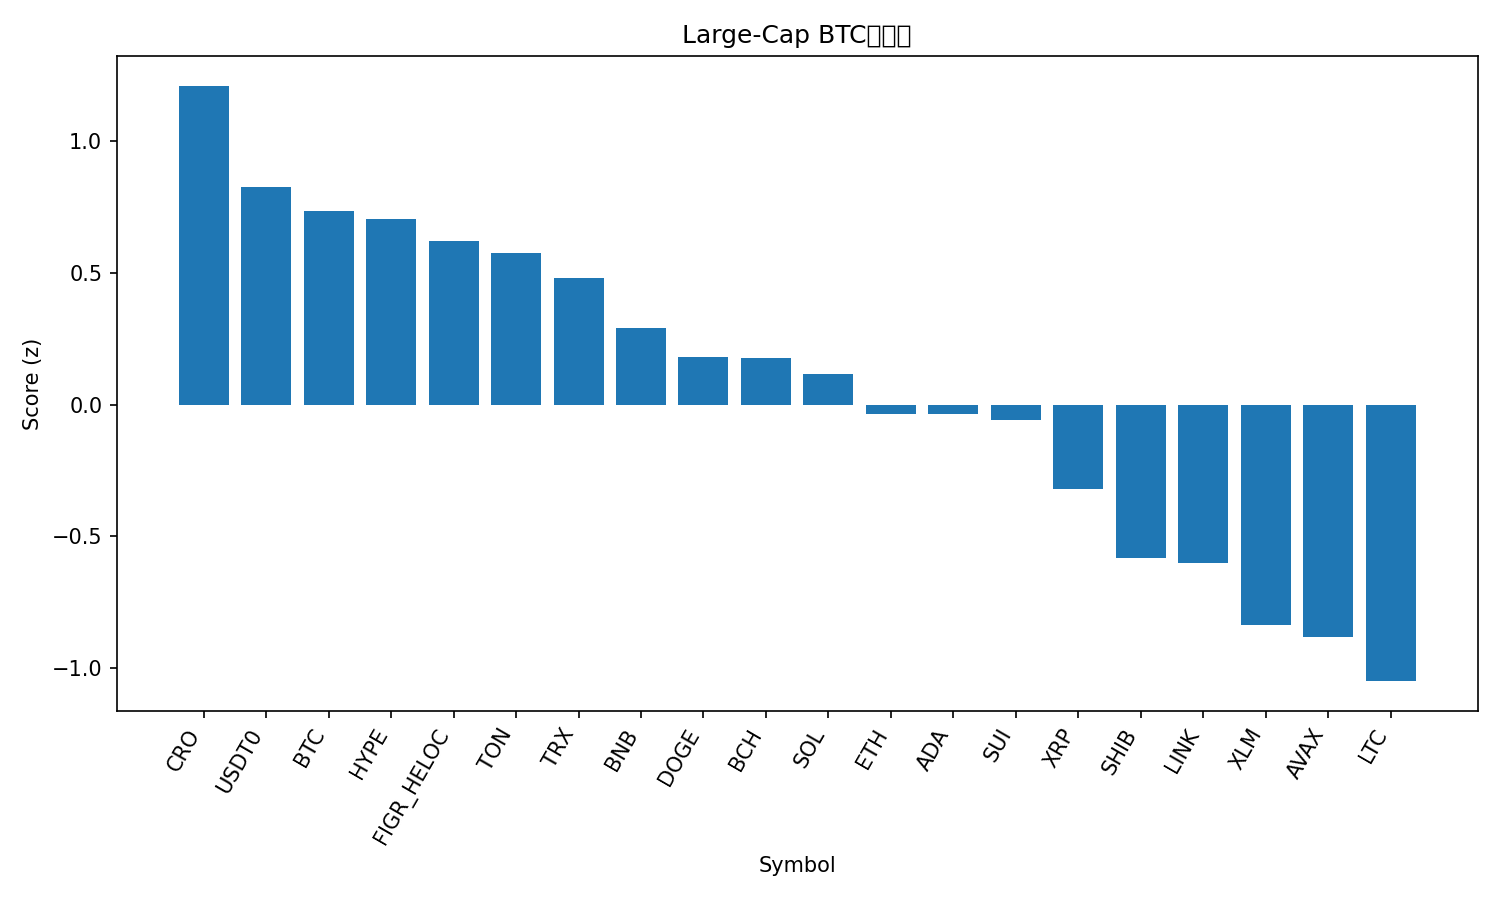 Large-Cap BTC
Score (z)
1.0
0.5
0.0
−0.5
−1.0
CRO
USDT0
BTC
HYPE
FIGR_HELOC
TON
TRX
BNB
DOGE
BCH
SOL
ETH
ADA
SUI
XRP
SHIB
LINK
XLM
AVAX
LTC
Symbol